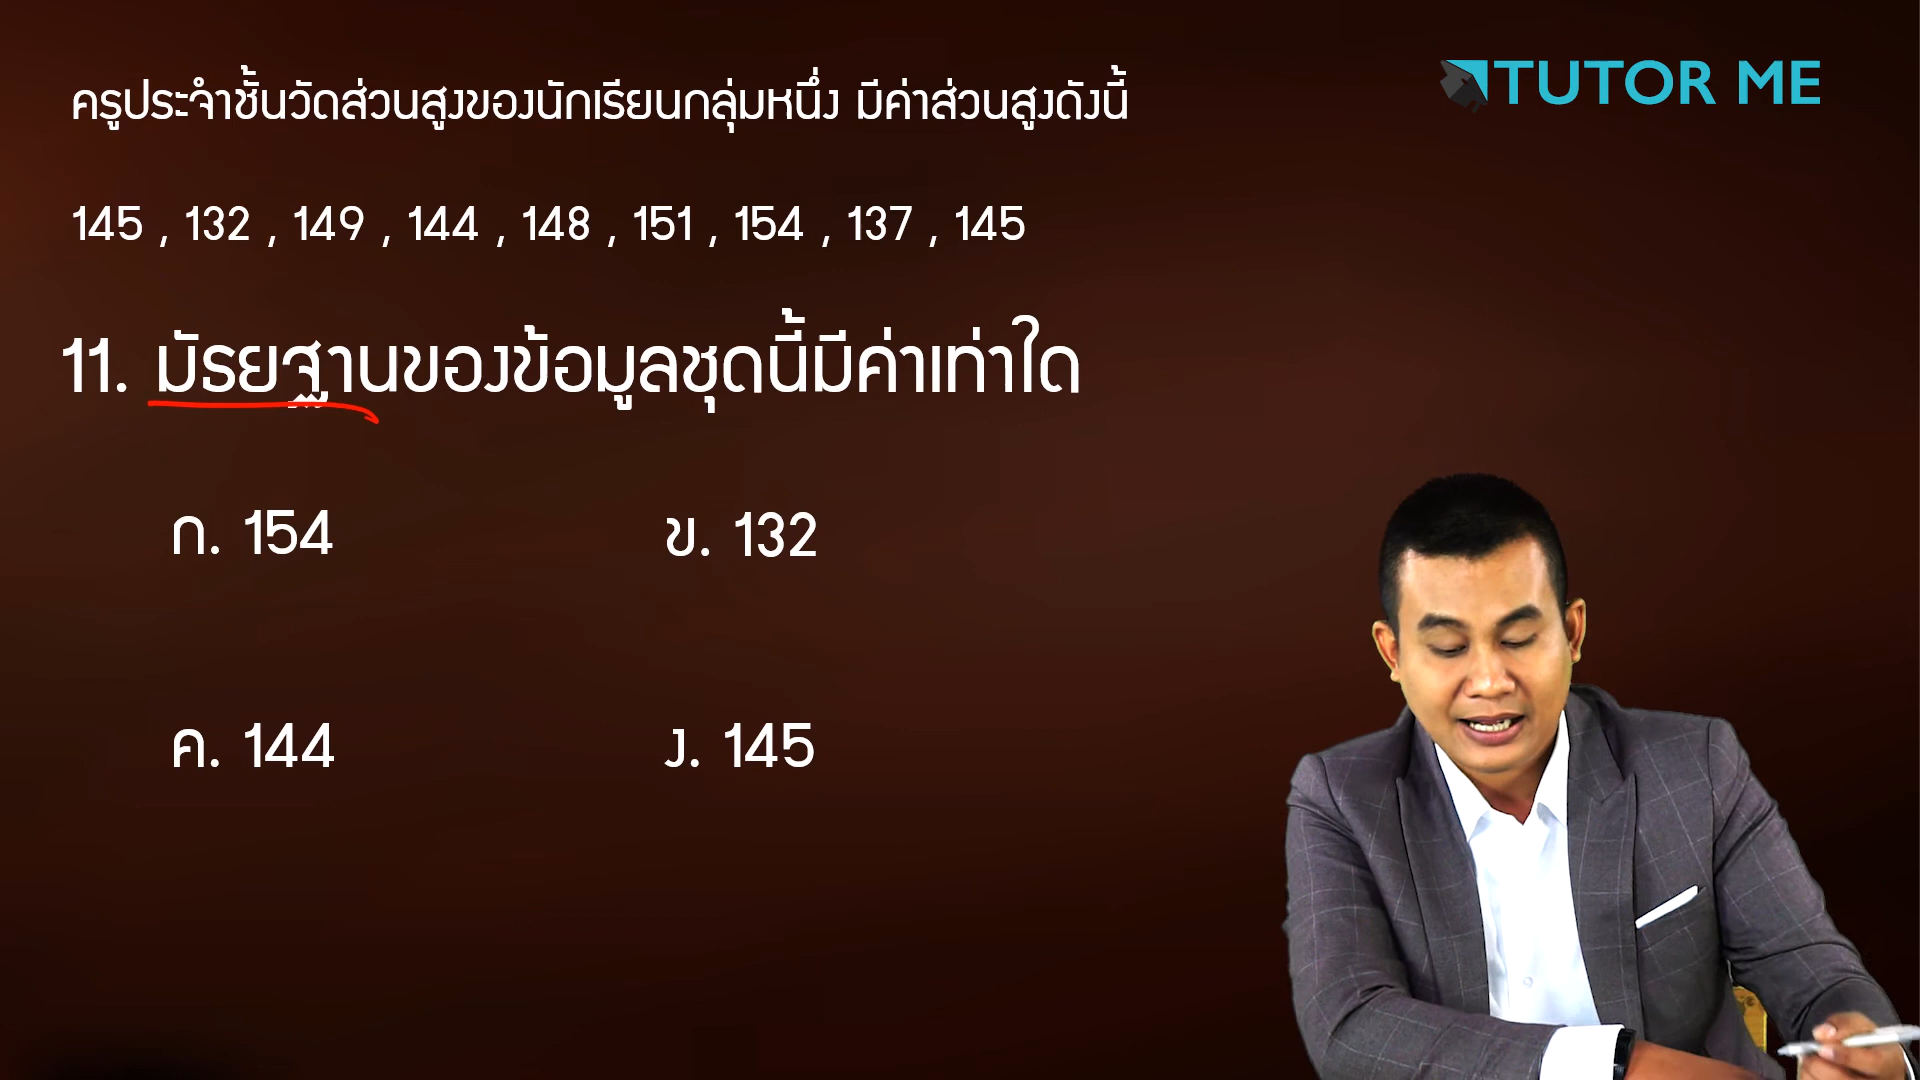 ครูประจำชั้นวัดส่วนสูงของนักเรียนกลุ่มหนึ่ง มีค่าส่วนสูงดังนี้
TUTOR ME
145 , 132 , 149 , 144 , 148 , 151 , 154 , 137 , 145
11. มัธยฐานของข้อมูลชุดนี้มีค่าเท่าใด
ก. 154 ข. 132
ค. 144 ง. 145